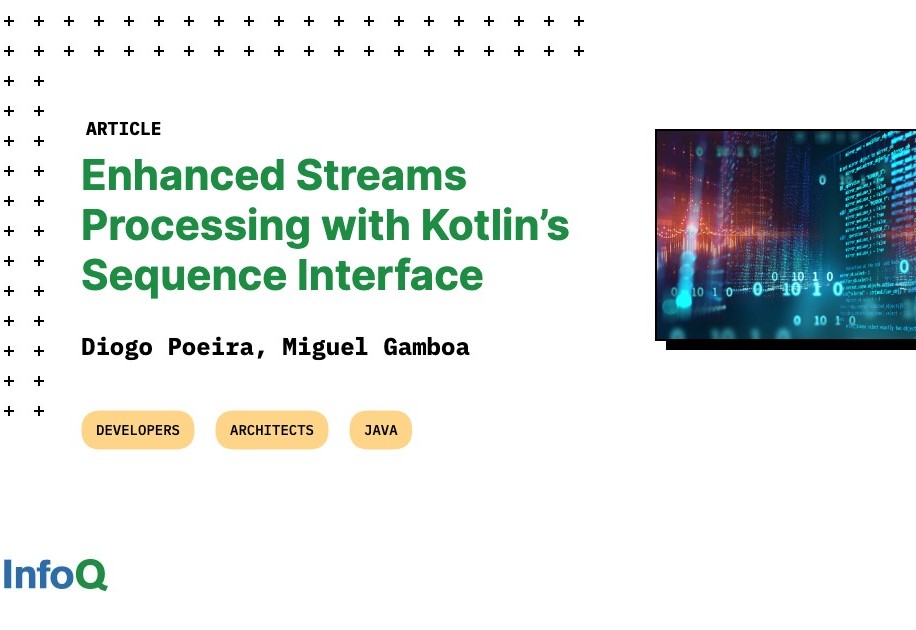 ARTICLE
Enhanced Streams
Processing with Kotlin’s
Sequence Interface
Diogo Poeira, Miguel Gamboa
DEVELOPERS
ARCHITECTS
JAVA
InfoQ